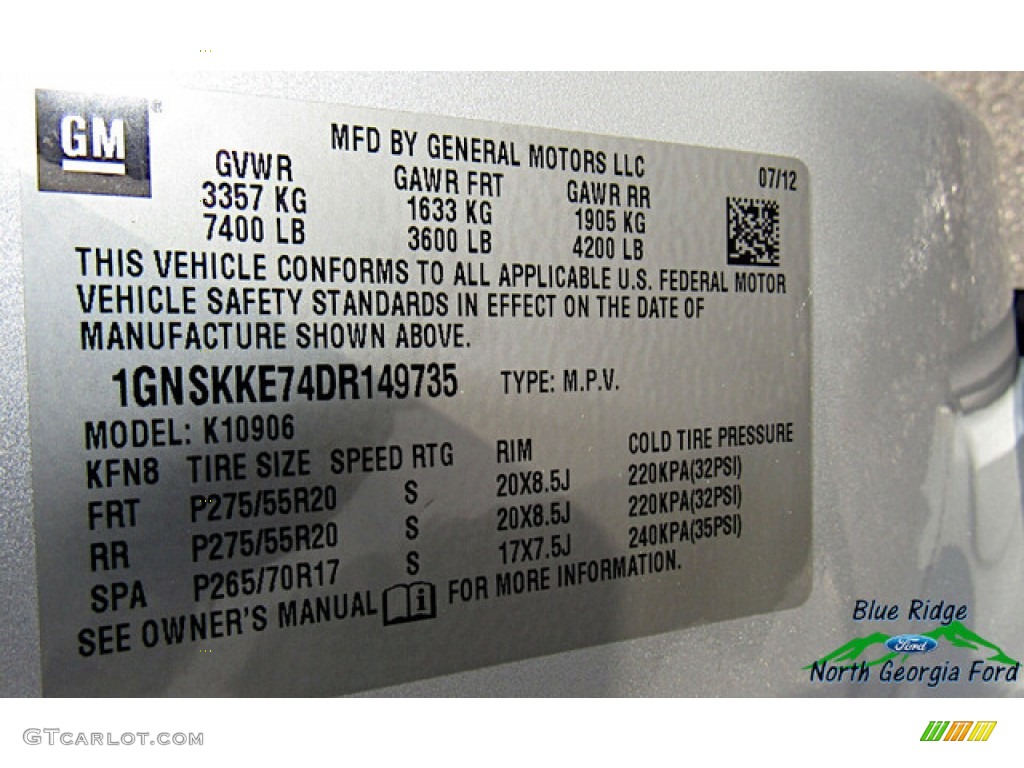 GM
MFD BY GENERAL MOTORS LLC
07/12
GVWR GAWR FRT GAWR RR
3357 KG 1633 KG 1905 KG
7400 LB 3600 LB 4200 LB
THIS VEHICLE CONFORMS TO ALL APPLICABLE U.S. FEDERAL MOTOR
VEHICLE SAFETY STANDARDS IN EFFECT ON THE DATE OF
MANUFACTURE SHOWN ABOVE.
1GNSKKE74DR149735 TYPE: M.P.V.
MODEL: K10906
KFN8 TIRE SIZE SPEED RTG RIM COLD TIRE PRESSURE
FRT P275/55R20 S 20X8.5J 220KPA(32PSI)
RR P275/55R20 S 20X8.5J 220KPA(32PSI)
SPA P265/70R17 S 17X7.5J 240KPA(35PSI)
SEE OWNER'S MANUAL i FOR MORE INFORMATION.
Blue Ridge
Ford
North Georgia Ford
GTCARLOT.COM